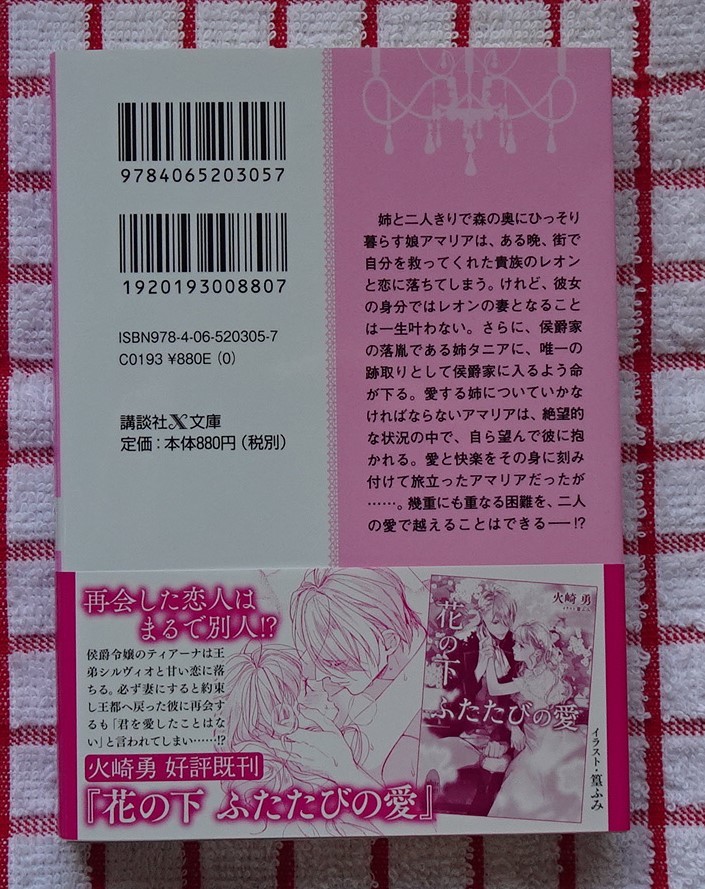 9784065203057
1920193008807
ISBN978-4-06-520305-7
C0193 ¥880E (0)
講談社X文庫
定価：本体880円（税別）
姉と二人きりで森の奥にひっそり
暮らす娘アマリアは、ある晩、街で
自分を救ってくれた貴族のレオン
と恋に落ちてしまう。けれど、彼女
の身分ではレオンの妻となること
は一生叶わない。さらに、侯爵家
の落胤である姉タニアに、唯一の
跡取りとして侯爵家に入るよう命
が下る。愛する姉についていかな
ければならないアマリアは、絶望的
な状況の中で、自ら望んで彼に抱
かれる。愛と快楽をその身に刻み
付けて旅立ったアマリアだったが
……。幾重にも重なる困難を、二人
の愛で越えることはできる──!?
再会した恋人は
まるで別人!?
侯爵令嬢のティアーナは王
弟シルヴィオと甘い恋に落
ちる。必ず妻にすると約束
し王都へ戻った彼に再会す
るも「君を愛したことはな
い」と言われてしまい……!?
火崎勇 好評既刊
『花の下 ふたたびの愛』
火崎 勇
イラスト 篁ふみ
花の下
ふたたびの愛
イラスト・篁ふみ